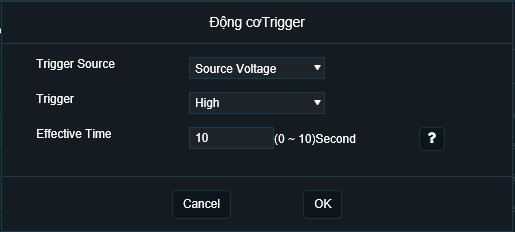 Động cơTrigger
Trigger Source Source Voltage
Trigger High
Effective Time 10 (0 ~ 10)Second ?
Cancel OK